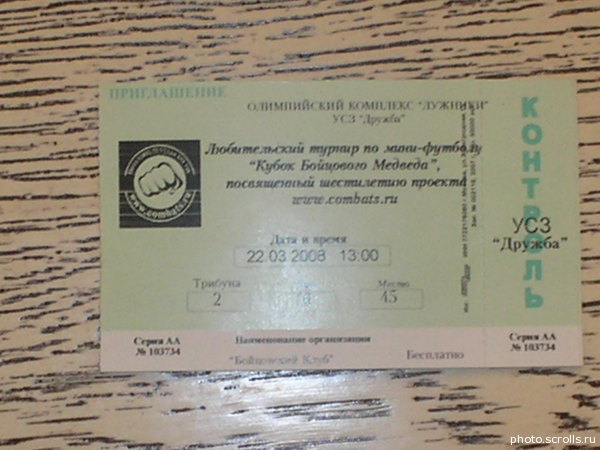 ПРИГЛАШЕНИЕ
ОЛИМПИЙСКИЙ КОМПЛЕКС "ЛУЖНИКИ"
УСЗ "Дружба"
Любительский турнир по мини-футболу
"Кубок Бойцового Медведа",
посвященный шестилетию проекта
www.combats.ru
www.combats.ru
Дата и время
22.03.2008 13:00
Трибуна
Место
2
45
Серия АА
№ 103734
Наименование организации
"Бойцовский Клуб"
Бесплатно
КОНТРОЛЬ
УСЗ
"Дружба"
Серия АА
№ 103734
photo.scrolls.ru